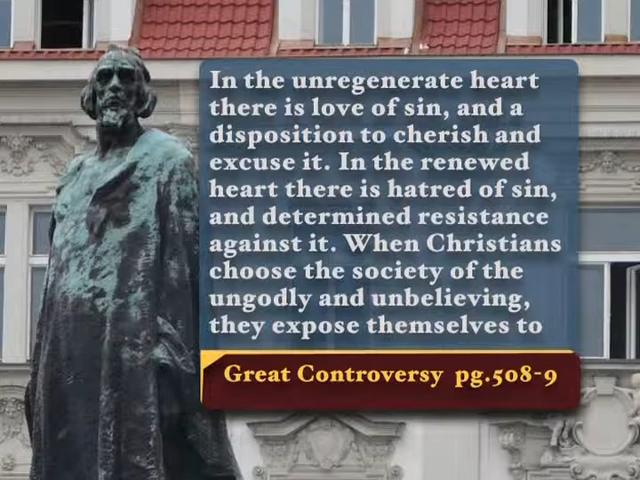 In the unregenerate heart
there is love of sin, and a
disposition to cherish and
excuse it. In the renewed
heart there is hatred of sin,
and determined resistance
against it. When Christians
choose the society of the
ungodly and unbelieving,
they expose themselves to
Great Controversy pg.508-9